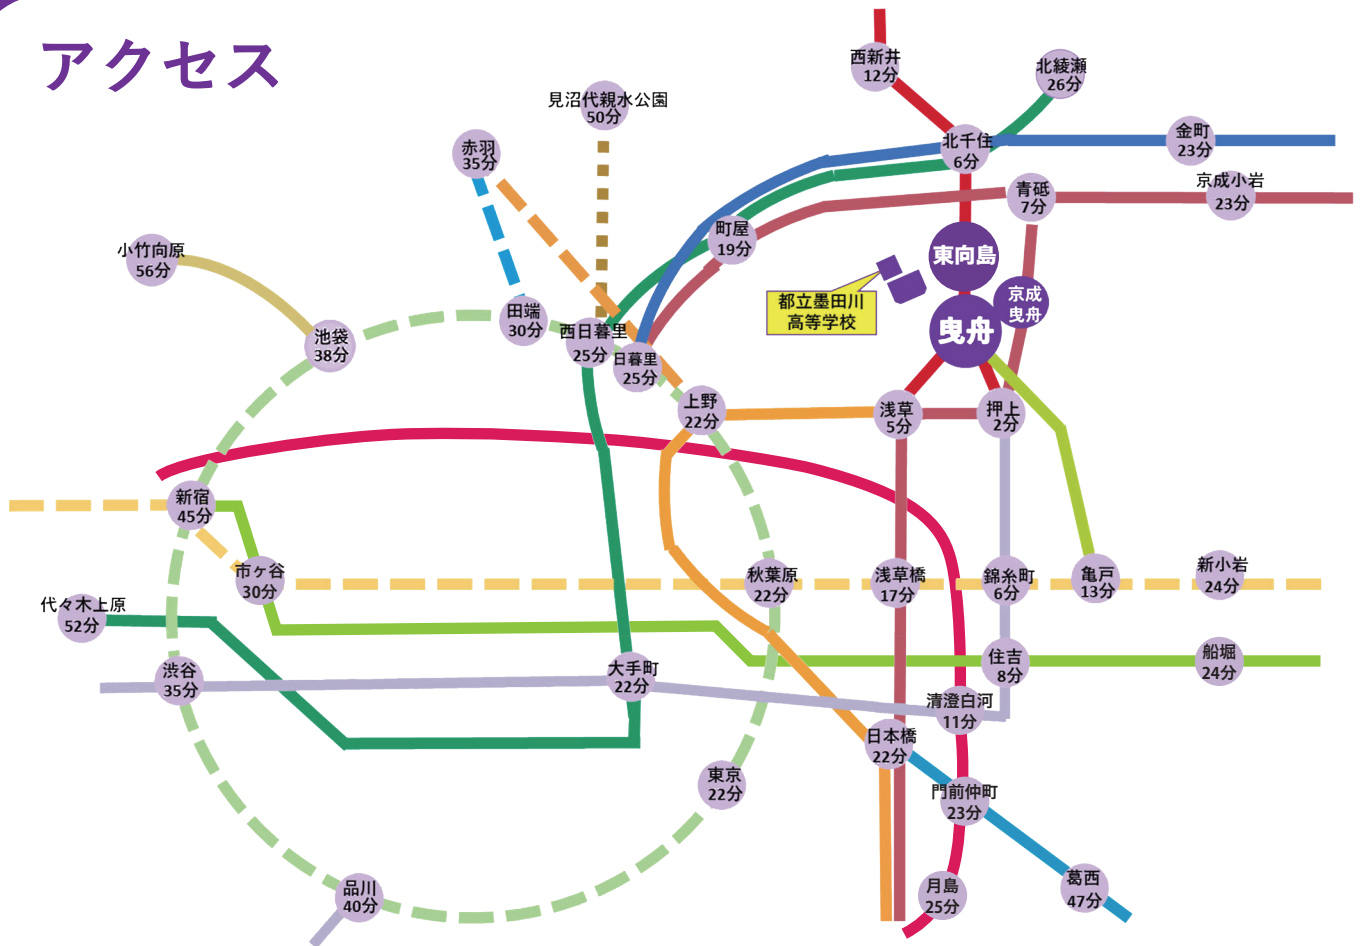 アクセス
西新井
12分
北綾瀬
26分
見沼代親水公園
50分
赤羽
35分
北千住
6分
金町
23分
青砥
7分
京成小岩
23分
町屋
19分
小竹向原
56分
東向島
京成
曳舟
都立墨田川
高等学校
曳舟
池袋
38分
田端
30分
西日暮里
25分
日暮里
25分
上野
22分
浅草
5分
押上
2分
新宿
45分
市ヶ谷
30分
秋葉原
22分
浅草橋
17分
錦糸町
6分
亀戸
13分
新小岩
24分
代々木上原
52分
渋谷
35分
大手町
22分
住吉
8分
船堀
24分
清澄白河
11分
日本橋
22分
東京
22分
門前仲町
23分
品川
40分
月島
25分
葛西
47分